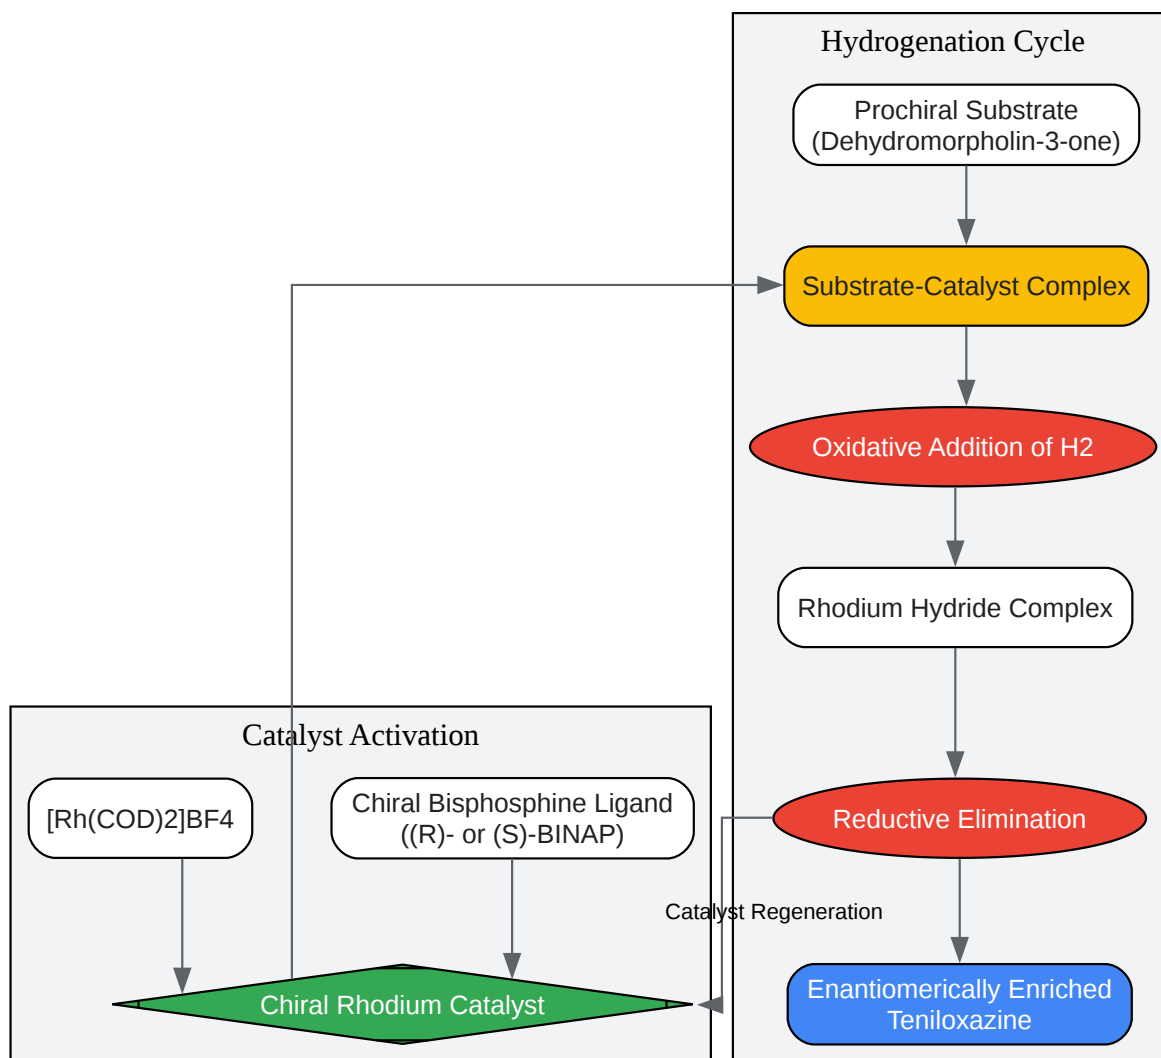 Hydrogenation Cycle
Prochiral Substrate
(Dehydromorpholin-3-one)
Substrate-Catalyst Complex
Oxidative Addition of H2
Rhodium Hydride Complex
Catalyst Activation
[Rh(COD)2]BF4
Chiral Bisphosphine Ligand
((R)- or (S)-BINAP)
Reductive Elimination
Catalyst Regeneration
Chiral Rhodium Catalyst
Enantiomerically Enriched
Teniloxazine